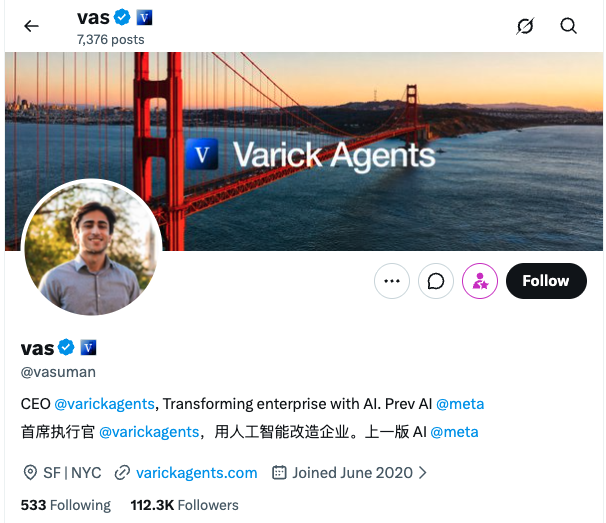 vas
7,376 posts
V Varick Agents
Follow
vas
@vasuman
CEO @varickagents, Transforming enterprise with AI. Prev AI @meta
首席执行官 @varickagents，用人工智能改造企业。上一版 AI @meta
SF | NYC varickagents.com Joined June 2020
533 Following 112.3K Followers